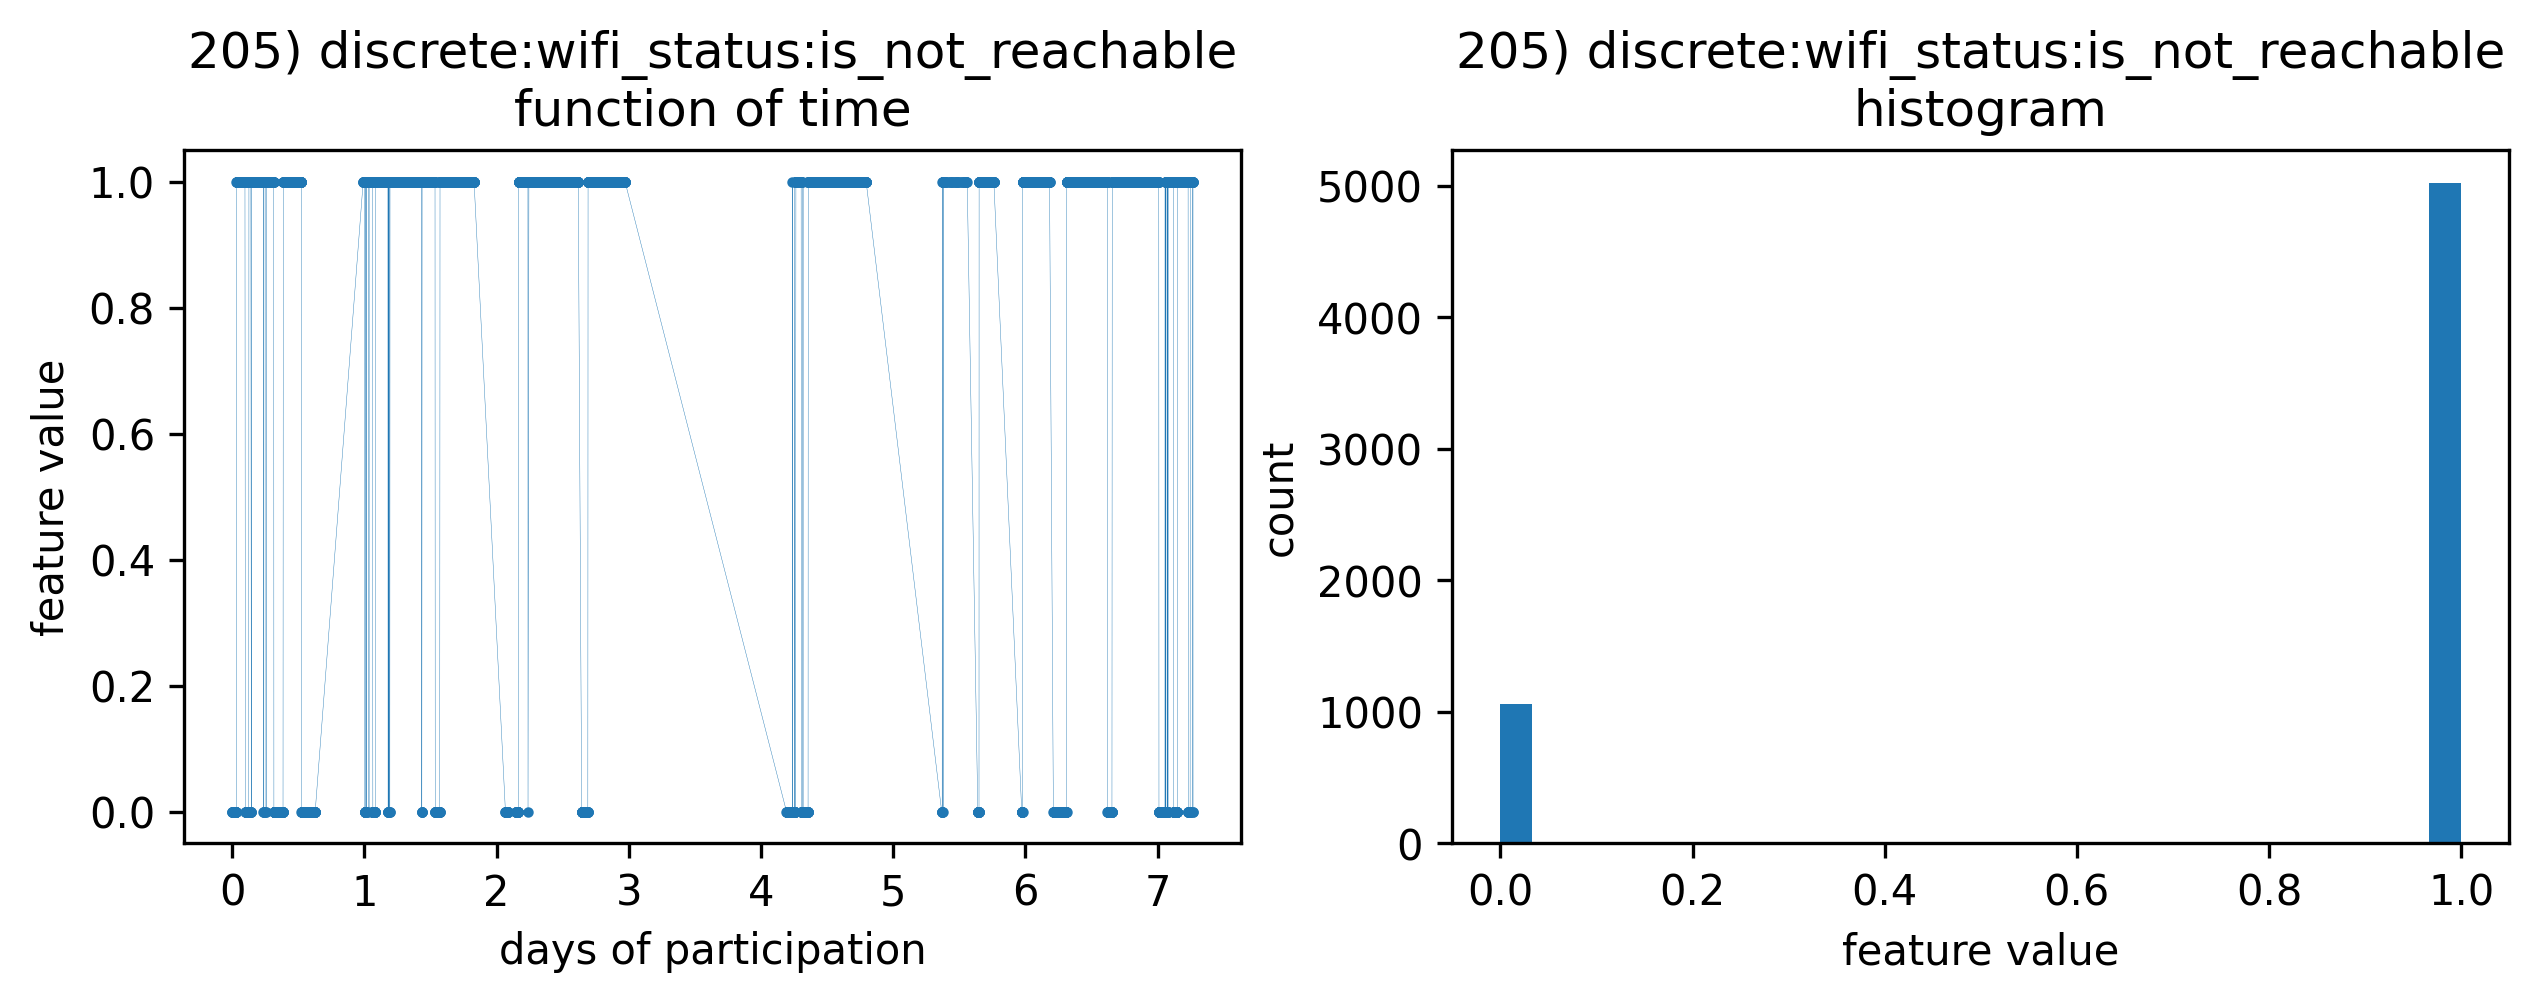 205) discrete:wifi_status:is_not_reachable
function of time
1.0
0.8
0.6
0.4
0.2
0.0
feature value
0 1 2 3 4 5 6 7
days of participation
205) discrete:wifi_status:is_not_reachable
histogram
5000
4000
3000
2000
1000
0
count
0.0 0.2 0.4 0.6 0.8 1.0
feature value